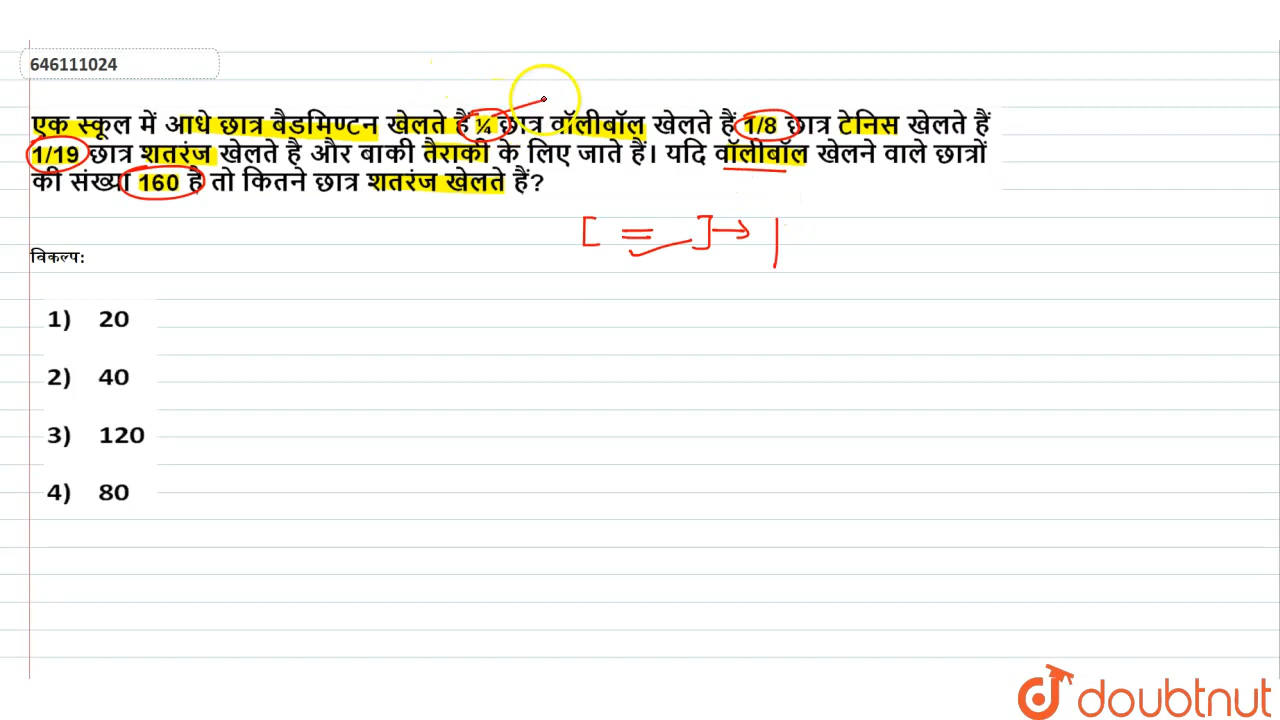 646111024
एक स्कूल में आधे छात्र बैडमिण्टन खेलते हैं ¼ छात्र वॉलीबॉल खेलते हैं 1/8 छात्र टेनिस खेलते हैं
1/19 छात्र शतरंज खेलते है और बाकी तैराकी के लिए जाते हैं। यदि वॉलीबॉल खेलने वाले छात्रों
की संख्या 160 है तो कितने छात्र शतरंज खेलते हैं?
विकल्प:
1) 20
2) 40
3) 120
4) 80
doubtnut